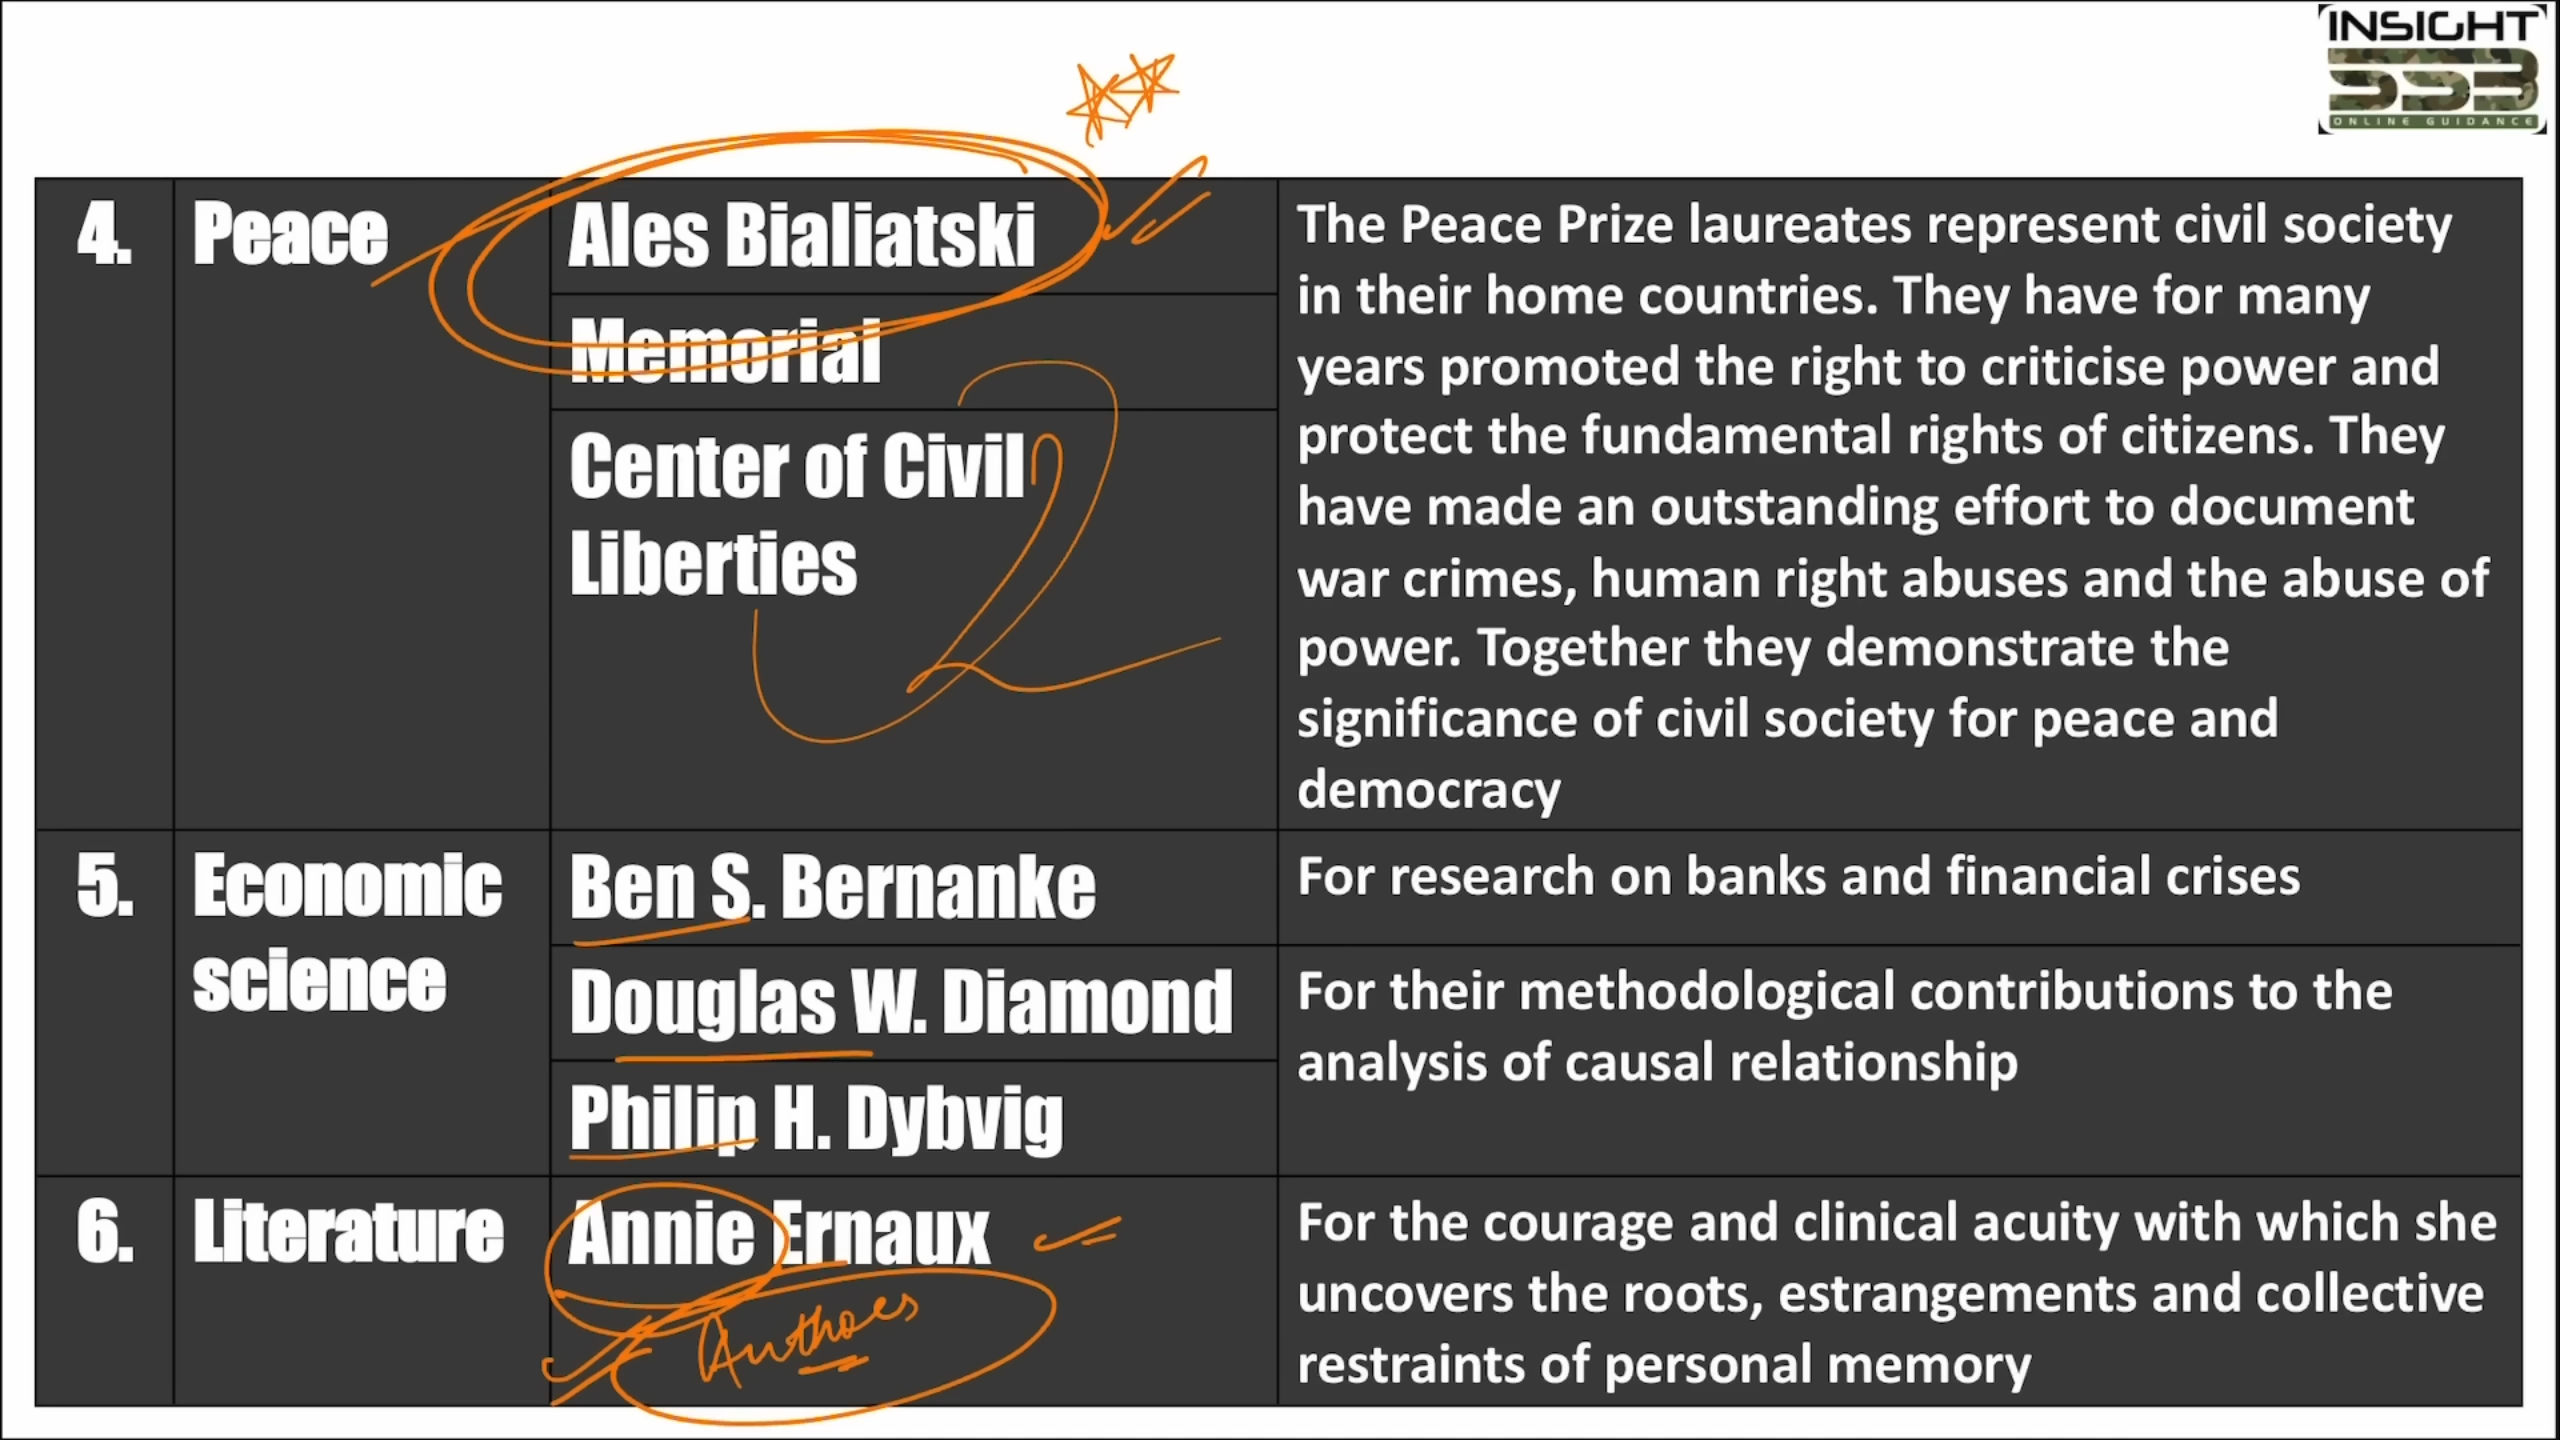 INSIGHT
SSB
ONLINE GUIDANCE
4.
Peace
Ales Bialiatski
Memorial
Center of Civil
Liberties
2
The Peace Prize laureates represent civil society
in their home countries. They have for many
years promoted the right to criticise power and
protect the fundamental rights of citizens. They
have made an outstanding effort to document
war crimes, human right abuses and the abuse of
power. Together they demonstrate the
significance of civil society for peace and
democracy
5.
Economic
science
Ben S. Bernanke
For research on banks and financial crises
Douglas W. Diamond
Philip H. Dybvig
For their methodological contributions to the
analysis of causal relationship
6.
Literature
Annie Ernaux
Authors
For the courage and clinical acuity with which she
uncovers the roots, estrangements and collective
restraints of personal memory